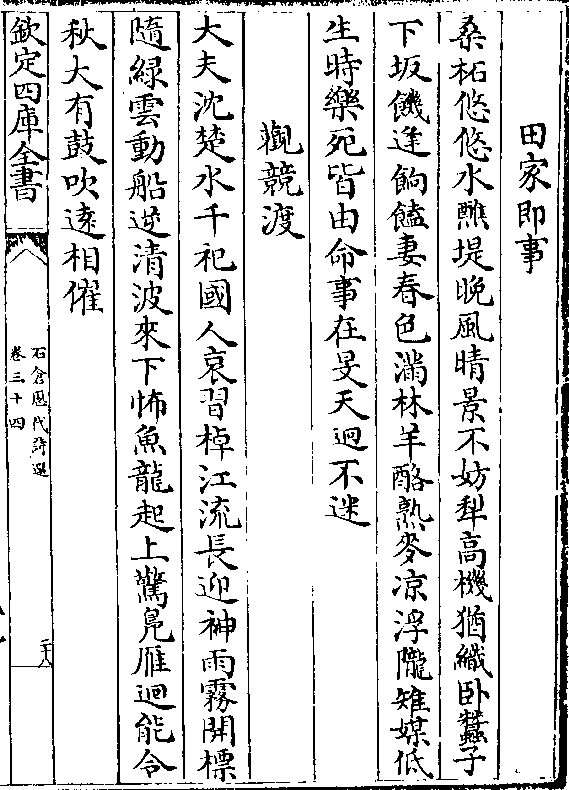 田家即事
桑柘悠悠水蘸堤晚風晴景不妨犁高機猶織卧蠶子
下坂饑逢餉饁妻春色滿林羊酪熟麥凉浮隴雉媒低
生時樂死皆由命事在旻天迥不迷
觀競渡
大夫沈楚水千祀國人哀習棹江流長迎神雨霧開標
隨緑雲動船逆清波來下怖魚龍起上驚鳧雁迴能令
秋大有鼓吹遠相催
欽定四庫全書
石倉歷代詩選
卷三十四
二十八